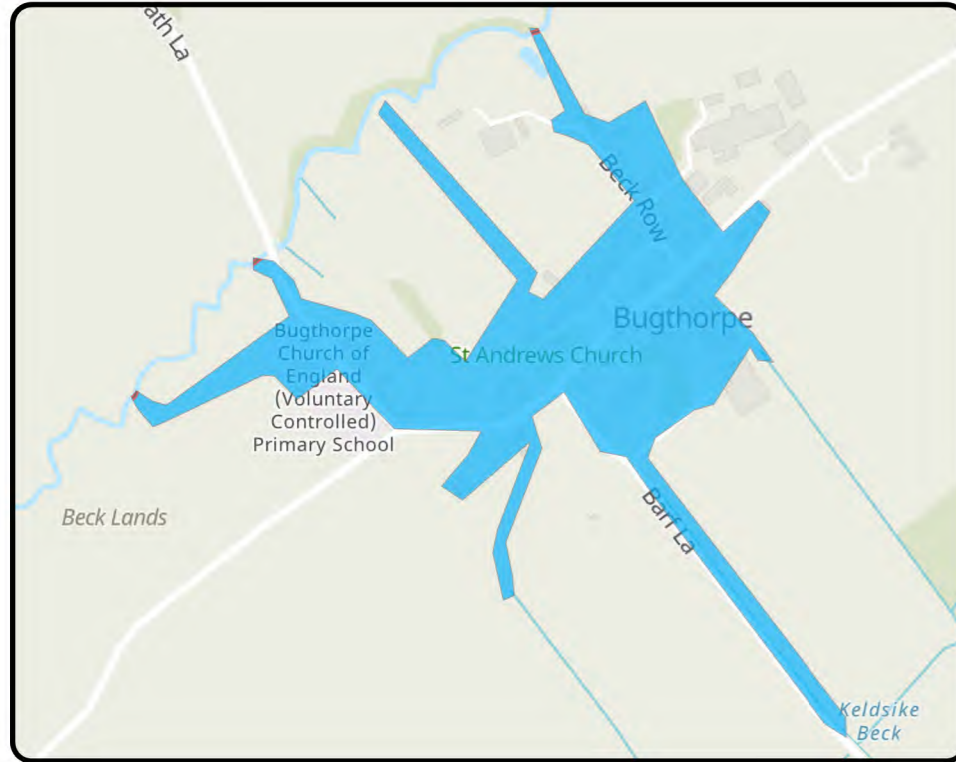 ath La
Beck Row
Bugthorpe
Bugthorpe
Church of
England
(Voluntary
Controlled)
Primary School
St Andrews Church
Beck Lands
Barf La
Keldsike
Beck